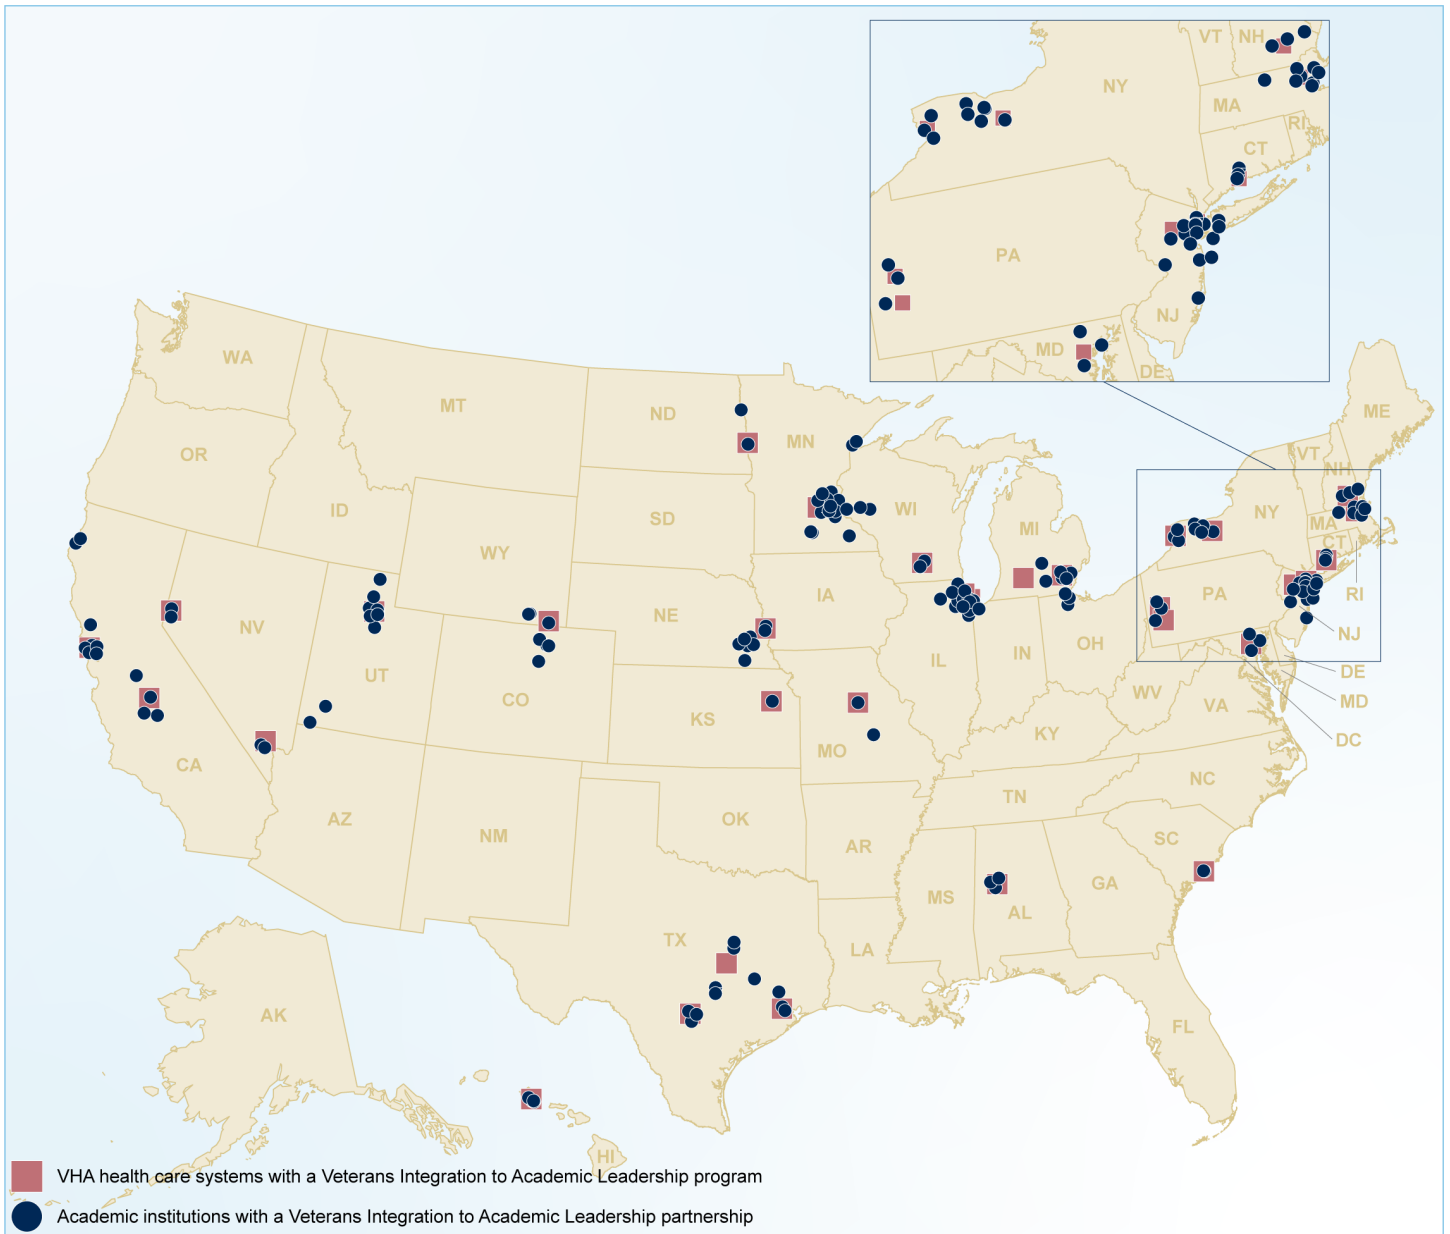 VT
NH
NY
MA
RI
CT
PA
NJ
MD
DE
WA
MT
ND
MN
ME
OR
VT
NH
ID
SD
WI
MI
NY
WY
MA
CT
IA
NE
PA
RI
NV
OH
NJ
UT
IL
IN
DE
CO
WV
MD
KS
VA
KY
DC
CA
MO
NC
TN
AZ
OK
NM
AR
SC
MS
GA
AL
TX
LA
AK
FL
HI
VHA health care systems with a Veterans Integration to Academic Leadership program
Academic institutions with a Veterans Integration to Academic Leadership partnership